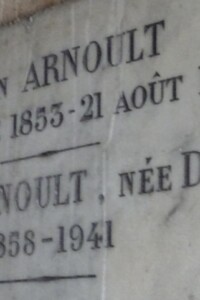 N ARNOULT
1853-21 AOÛT
NOULT, NÉE D
858-1941